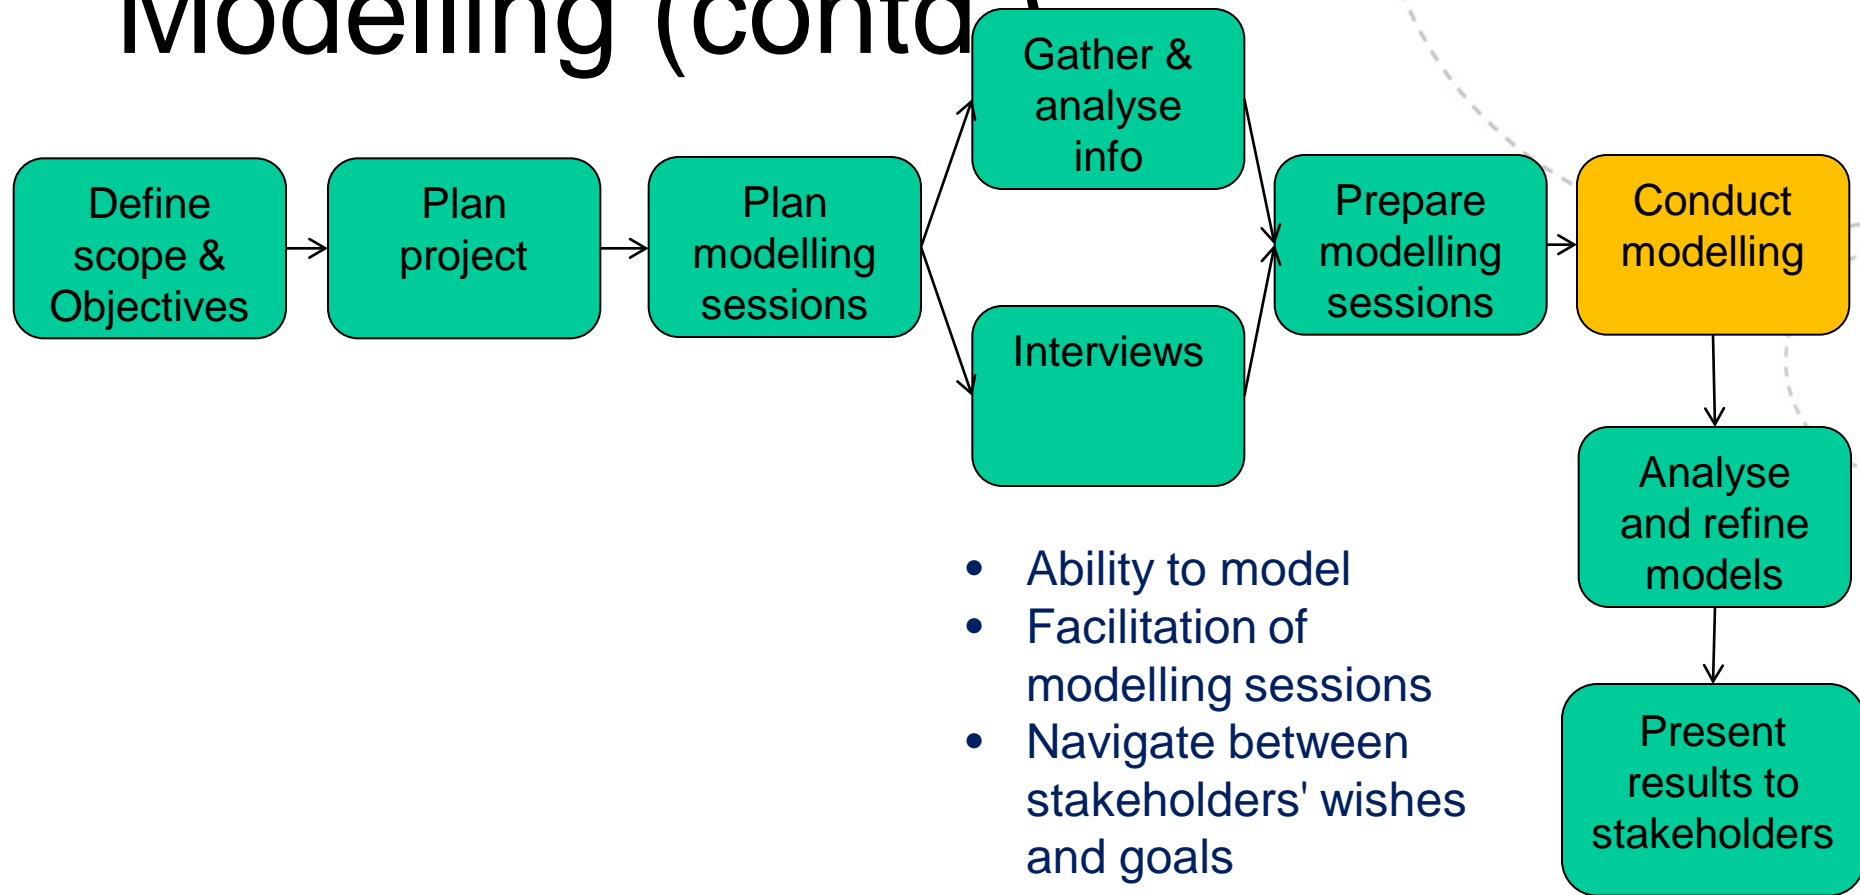 Modelling (contd.)
Define
scope &
Objectives
Plan
project
Plan
modelling
sessions
Gather &
analyse
info
Interviews
Prepare
modelling
sessions
Conduct
modelling
Analyse
and refine
models
Present
results to
stakeholders
• Ability to model
• Facilitation of
modelling sessions
• Navigate between
stakeholders' wishes
and goals